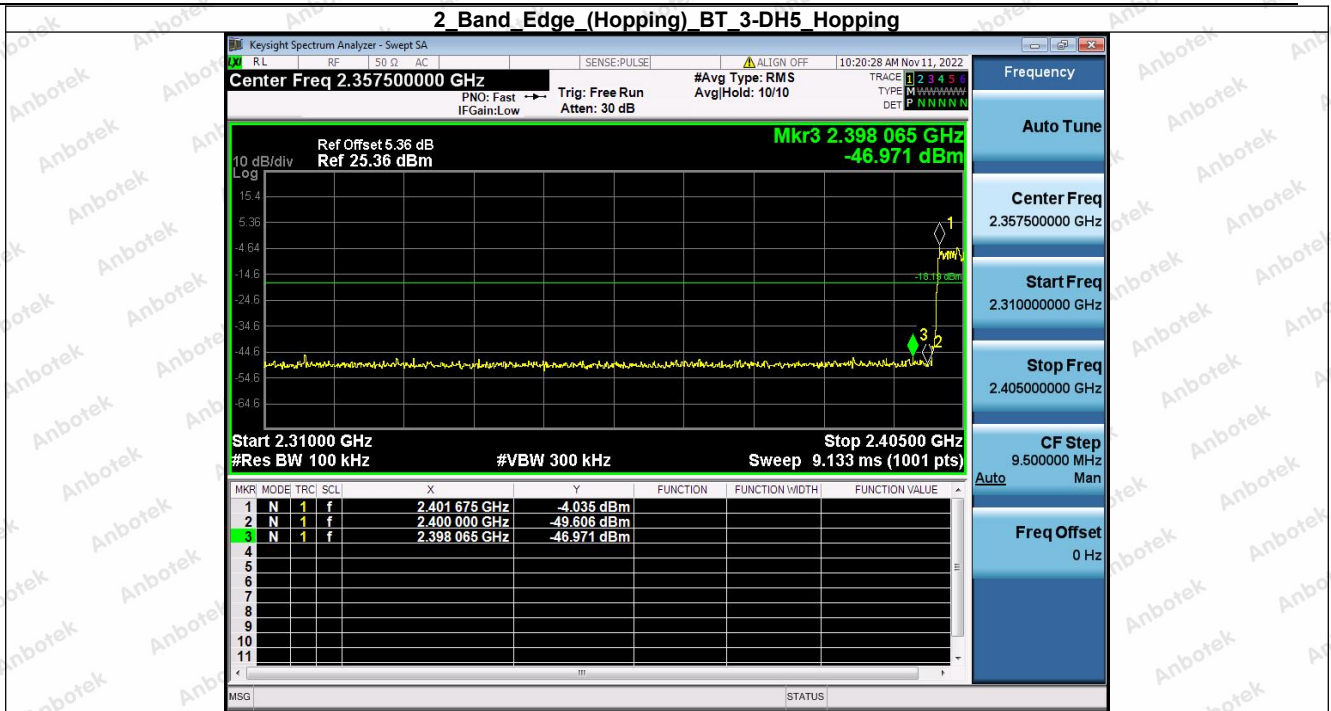 2_Band_Edge_(Hopping)_BT_3-DH5_Hopping
Keysight Spectrum Analyzer - Swept SA
LXI RL RF 50 Ω AC SENSE:PULSE ALIGN OFF 10:20:28 AM Nov 11, 2022
Center Freq 2.357500000 GHz
#Avg Type: RMS
TRACE 1 2 3 4 5 6
PNO: Fast Trig: Free Run Avg|Hold: 10/10
TYPE M W W W W W
IFGain:Low Atten: 30 dB
DET P N N N N N
Mkr3 2.398 065 GHz
-46.971 dBm
Ref Offset 5.36 dB
10 dB/div Ref 25.36 dBm
Log
15.4
5.36
-4.64
-14.6
-24.6
-34.6
-44.6
-54.6
-64.6
1
-18.19 dBm
3
2
Start 2.31000 GHz Stop 2.40500 GHz
#Res BW 100 kHz #VBW 300 kHz Sweep 9.133 ms (1001 pts)
MKR MODE TRC SCL X Y FUNCTION FUNCTION WIDTH FUNCTION VALUE
1 N 1 f 2.401 675 GHz -4.035 dBm
2 N 1 f 2.400 000 GHz -49.606 dBm
3 N 1 f 2.398 065 GHz -46.971 dBm
4
5
6
7
8
9
10
11
MSG STATUS
Frequency
Auto Tune
Center Freq
2.357500000 GHz
Start Freq
2.310000000 GHz
Stop Freq
2.405000000 GHz
CF Step
9.500000 MHz
Auto Man
Freq Offset
0 Hz
Anbotek